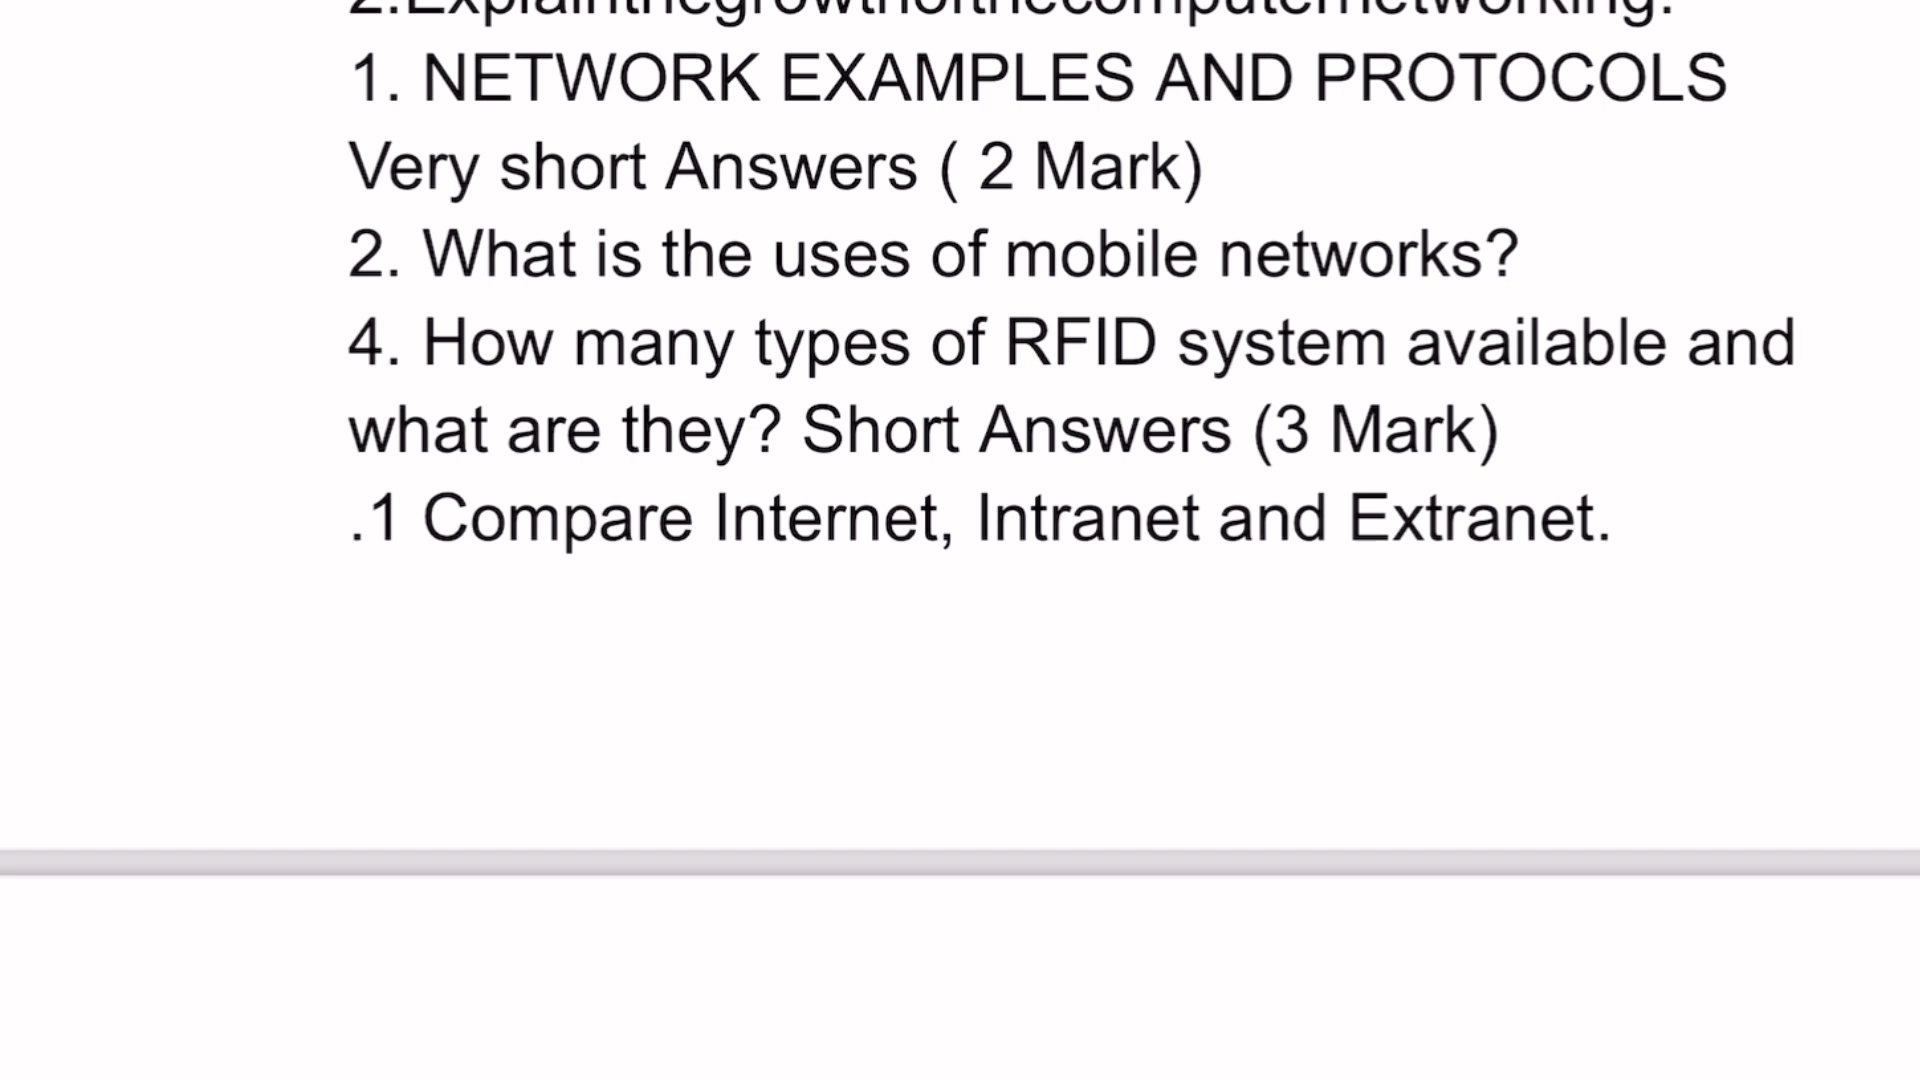 2.Explainthegrowthofthecomputernetworking.
1. NETWORK EXAMPLES AND PROTOCOLS
Very short Answers ( 2 Mark)
2. What is the uses of mobile networks?
4. How many types of RFID system available and
what are they? Short Answers (3 Mark)
.1 Compare Internet, Intranet and Extranet.